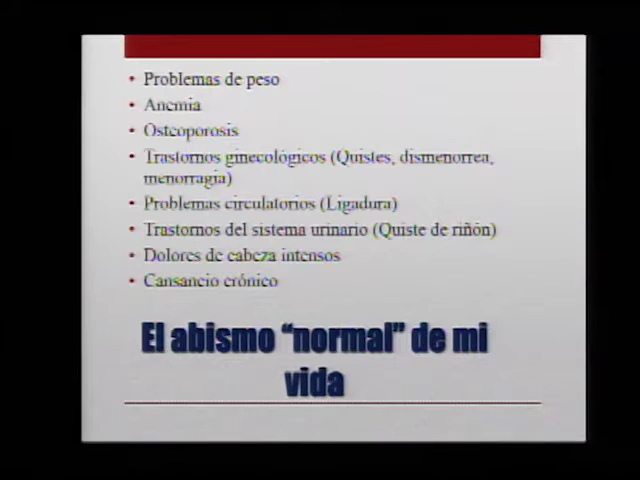 • Problemas de peso
• Anemia
• Osteoporosis
• Trastornos ginecológicos (Quistes, dismenorrea,
menorragia)
• Problemas circulatorios (Ligadura)
• Trastornos del sistema urinario (Quiste de riñón)
• Dolores de cabeza intensos
• Cansancio crónico
El abismo “normal” de mi
vida